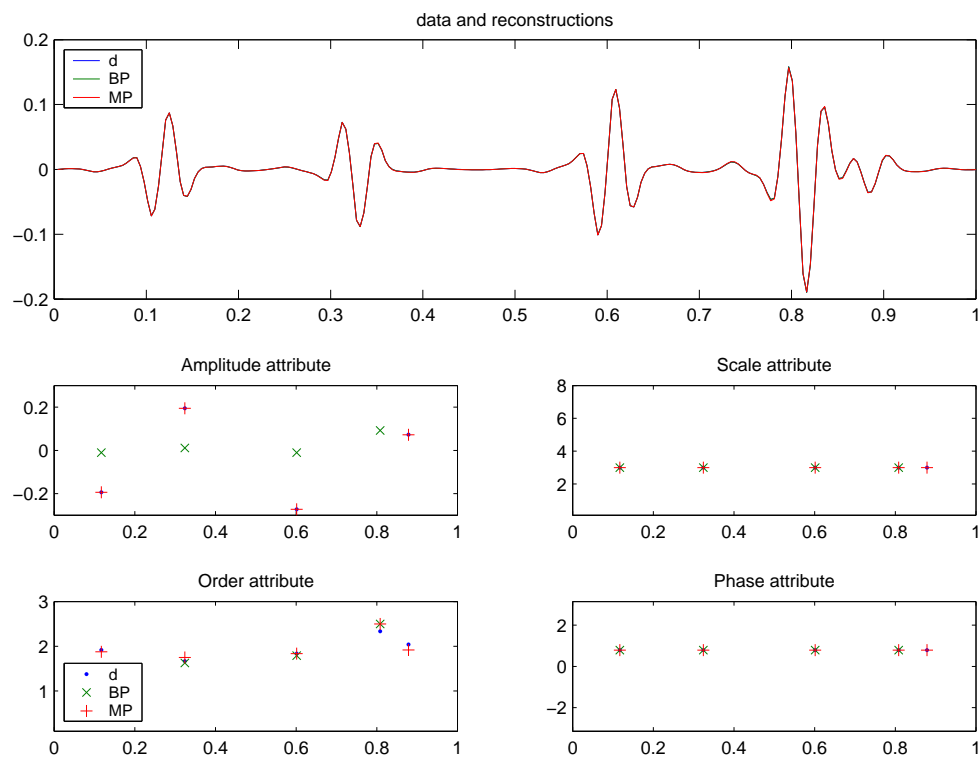 data and reconstructions
0.2
0.1
0
−0.1
−0.2
d
BP
MP
0 0.1 0.2 0.3 0.4 0.5 0.6 0.7 0.8 0.9 1
Amplitude attribute
0.2
0
−0.2
0 0.2 0.4 0.6 0.8 1
Scale attribute
8
6
4
2
0 0.2 0.4 0.6 0.8 1
Order attribute
3
2
1
d
BP
MP
0 0.2 0.4 0.6 0.8 1
Phase attribute
2
0
−2
0 0.2 0.4 0.6 0.8 1